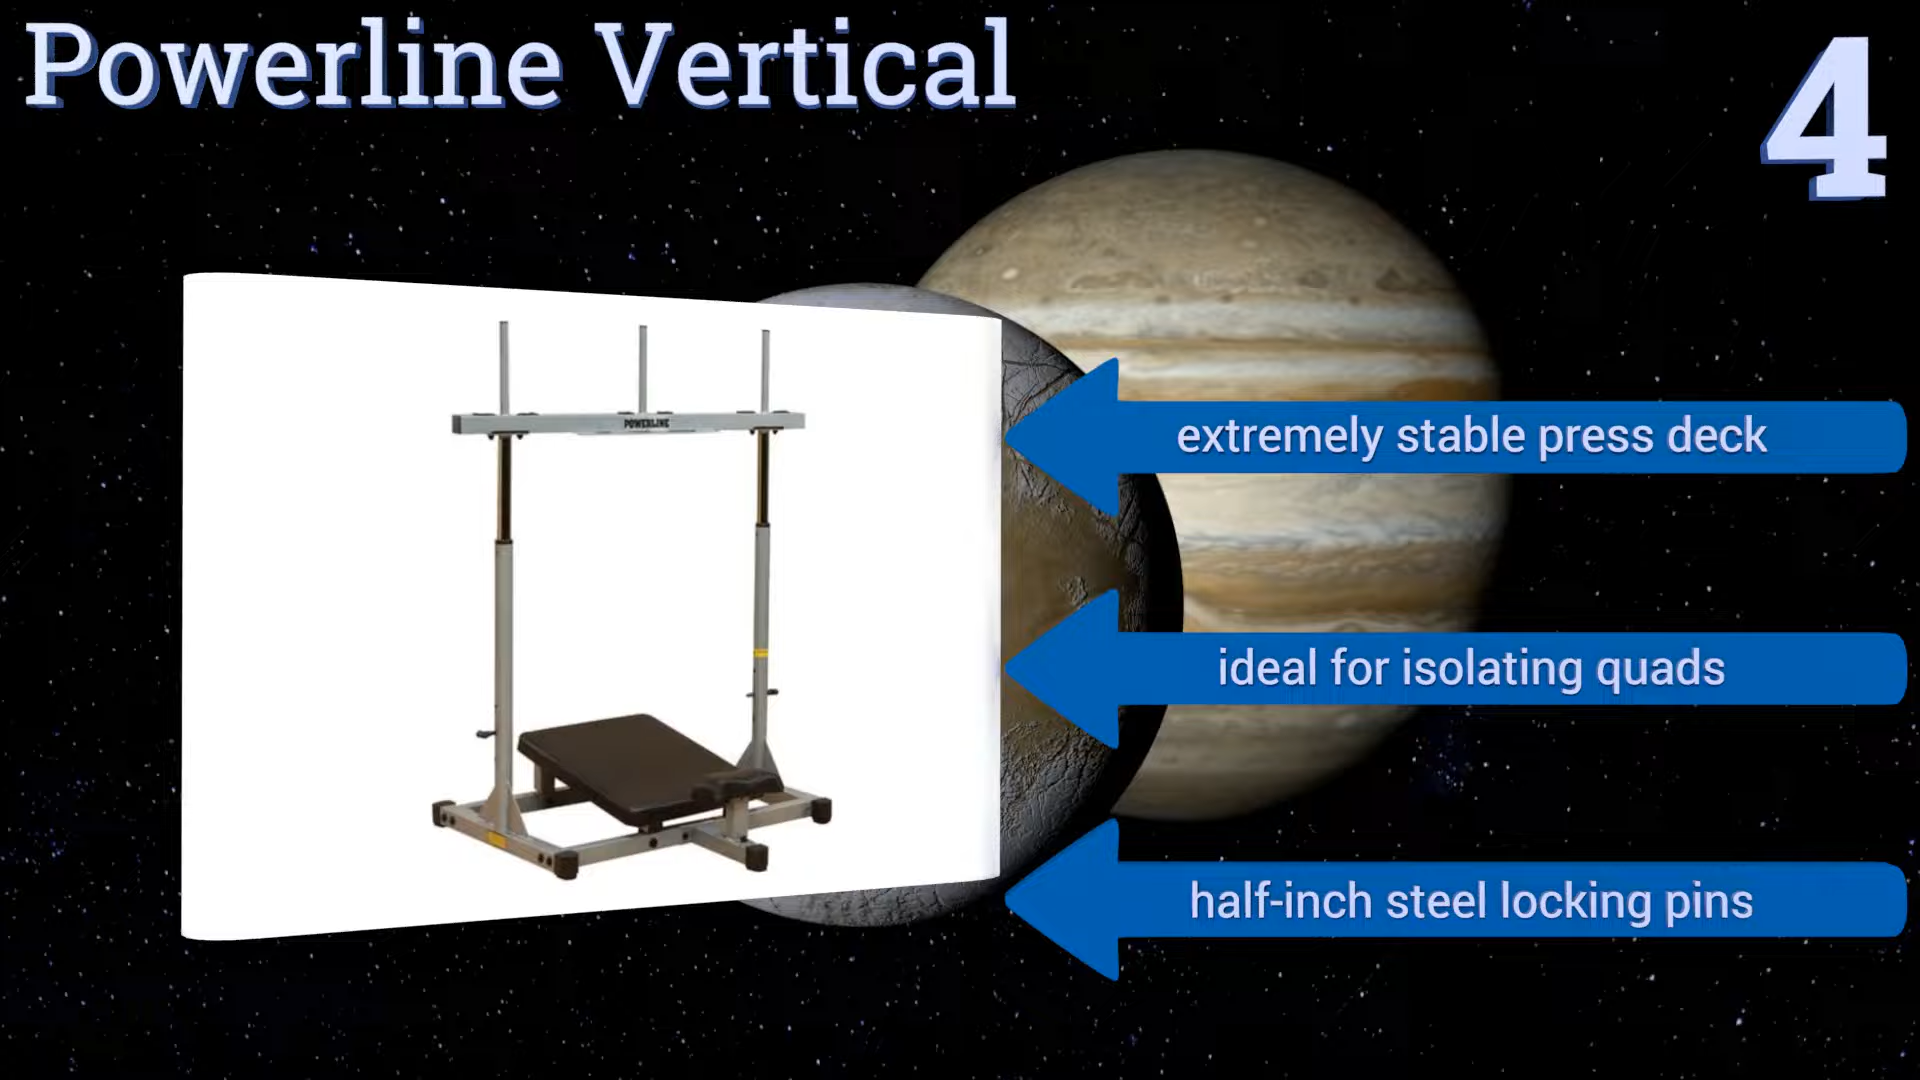 Powerline Vertical
4
POWERLINE
extremely stable press deck
ideal for isolating quads
half-inch steel locking pins